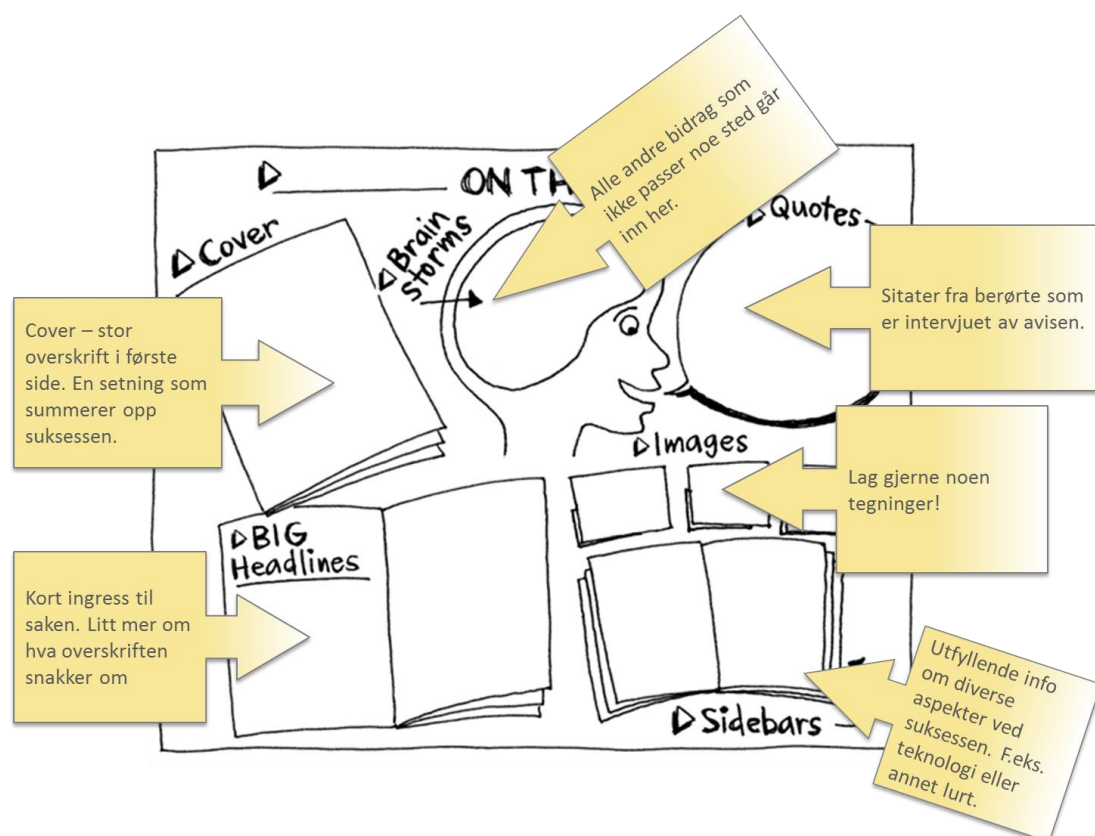 ON TH
Alle andre bidrag som
ikke passer noe sted går
inn her.
Cover
Brain
Storms
Quotes
Cover – stor
overskrift i første
side. En setning som
summerer opp
suksessen.
Sitater fra berørte som
er intervjuet av avisen.
Images
Lag gjerne noen
tegninger!
BIG
Headlines
Kort ingress til
saken. Litt mer om
hva overskriften
snakker om
Utfyllende info
om diverse
aspekter ved
suksessen. F.eks.
teknologi eller
annet lurt.
Sidebars